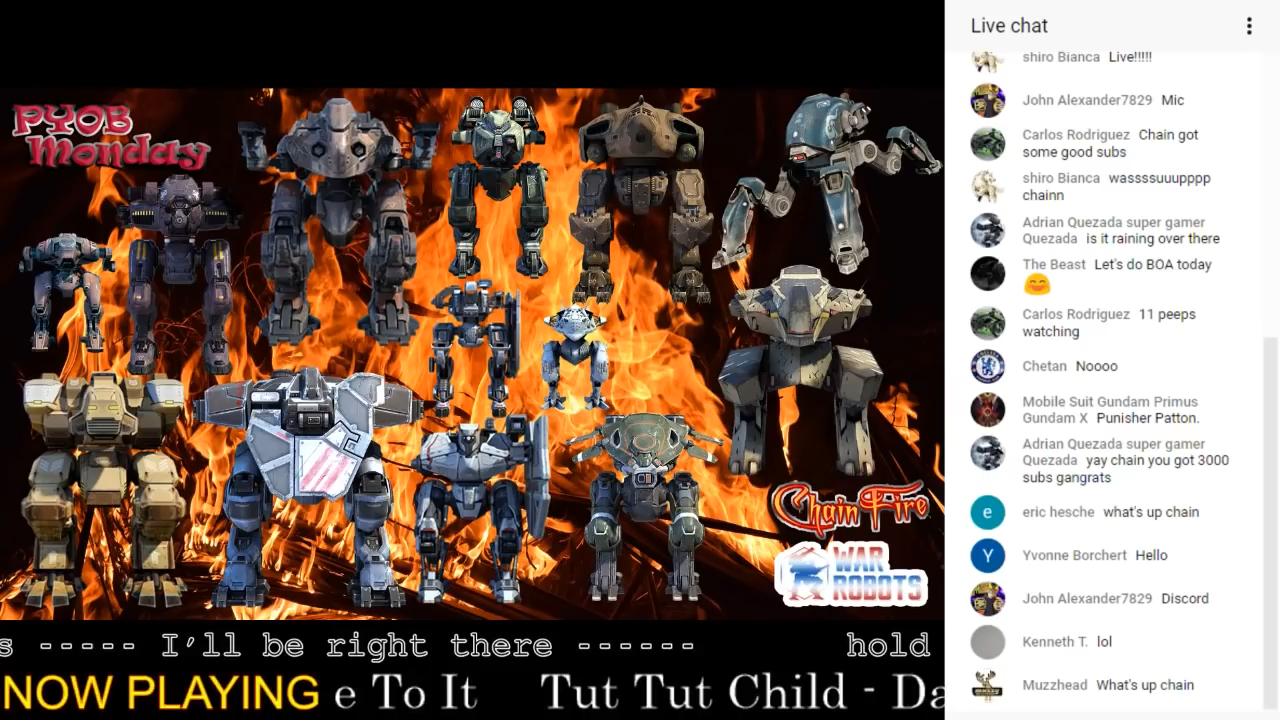 PYOB
Monday
Chain Fire
WAR
ROBOTS
s ----- I'll be right there ------ hold
NOW PLAYING e To It Tut Tut Child - Da
Live chat
shiro Bianca Live!!!!!
John Alexander7829 Mic
Carlos Rodriguez Chain got
some good subs
shiro Bianca wassssuuupppp
chainn
Adrian Quezada super gamer
Quezada is it raining over there
The Beast Let's do BOA today
Carlos Rodriguez 11 peeps
watching
Chetan Noooo
Mobile Suit Gundam Primus
Gundam X Punisher Patton.
Adrian Quezada super gamer
Quezada yay chain you got 3000
subs gangrats
e
eric hesche what's up chain
Y
Yvonne Borchert Hello
John Alexander7829 Discord
Kenneth T. lol
Muzzhead What's up chain